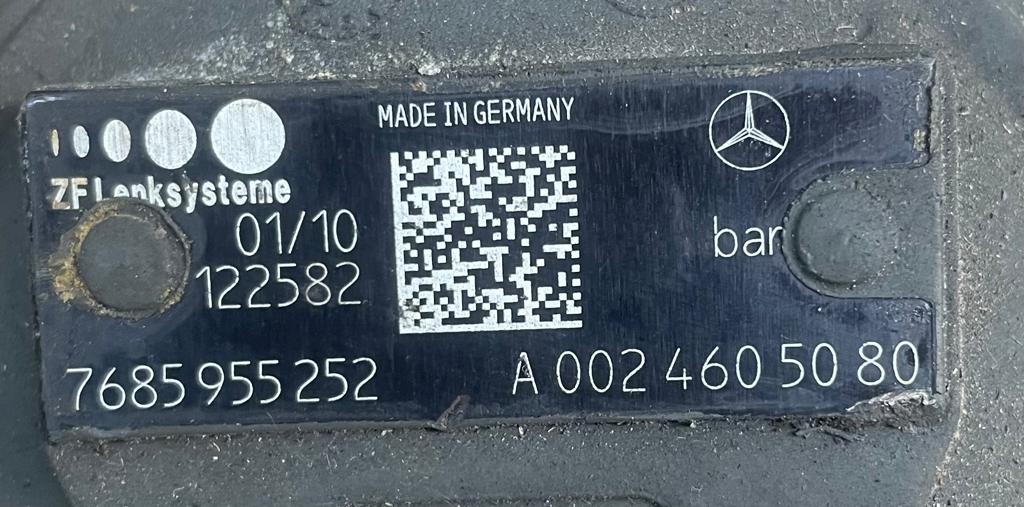 MADE IN GERMANY
ZF Lenksysteme
01/10
bar
122582
7685 955 252
A 002 460 50 80